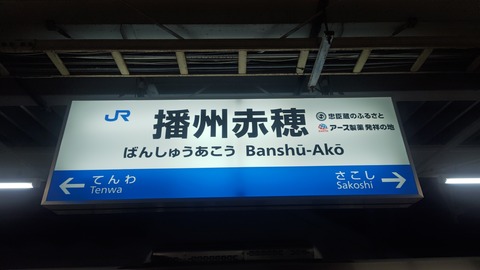 JR
播州赤穂
忠臣蔵のふるさと
アース製薬 発祥の地
ばんしゅうあこう Banshū-Akō
てんわ
Tenwa
さこし
Sakoshi